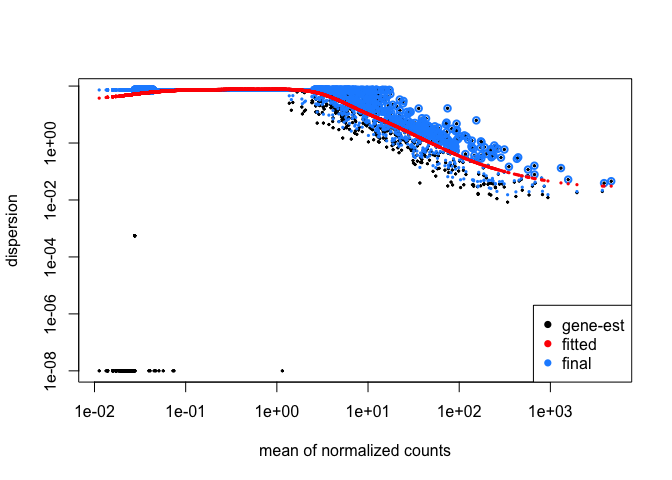 dispersion
1e+00
1e-02
1e-04
1e-06
1e-08
gene-est
fitted
final
1e-02 1e-01 1e+00 1e+01 1e+02 1e+03
mean of normalized counts